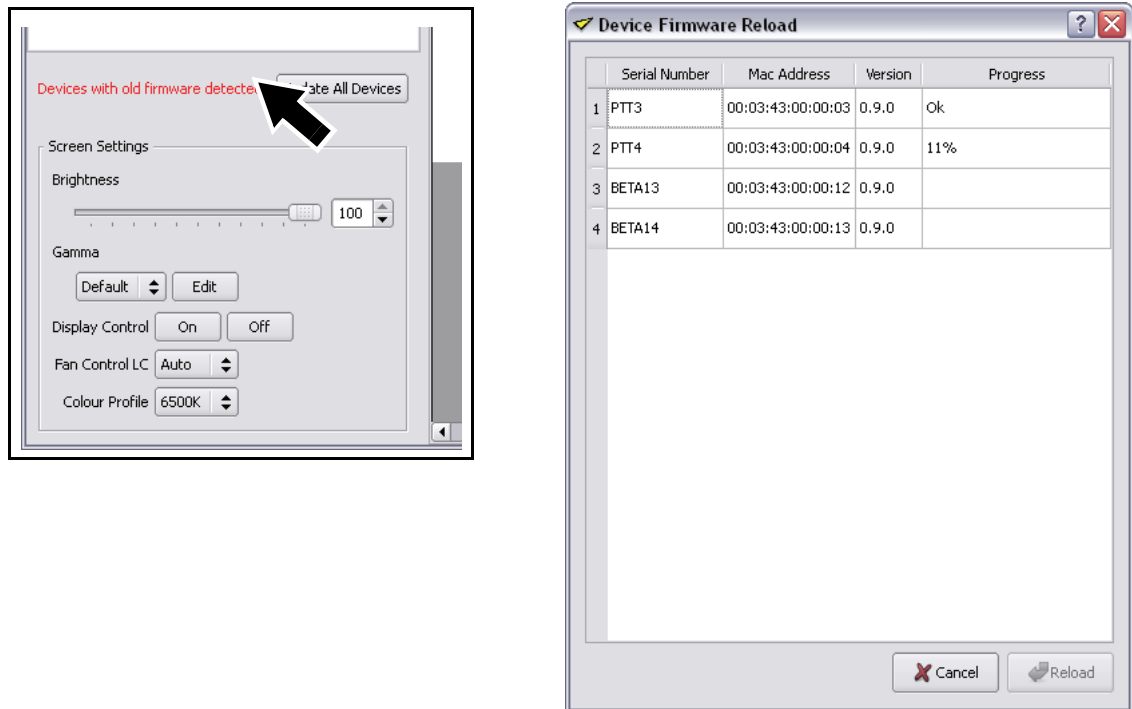 Devices with old firmware detecte
date All Devices
Screen Settings
Brightness
100
Gamma
Default Edit
Display Control On Off
Fan Control LC Auto
Colour Profile 6500K
Device Firmware Reload ?
Serial Number Mac Address Version Progress
1 PTT3 00:03:43:00:00:03 0.9.0 Ok
2 PTT4 00:03:43:00:00:04 0.9.0 11%
3 BETA13 00:03:43:00:00:12 0.9.0
4 BETA14 00:03:43:00:00:13 0.9.0
Cancel Reload